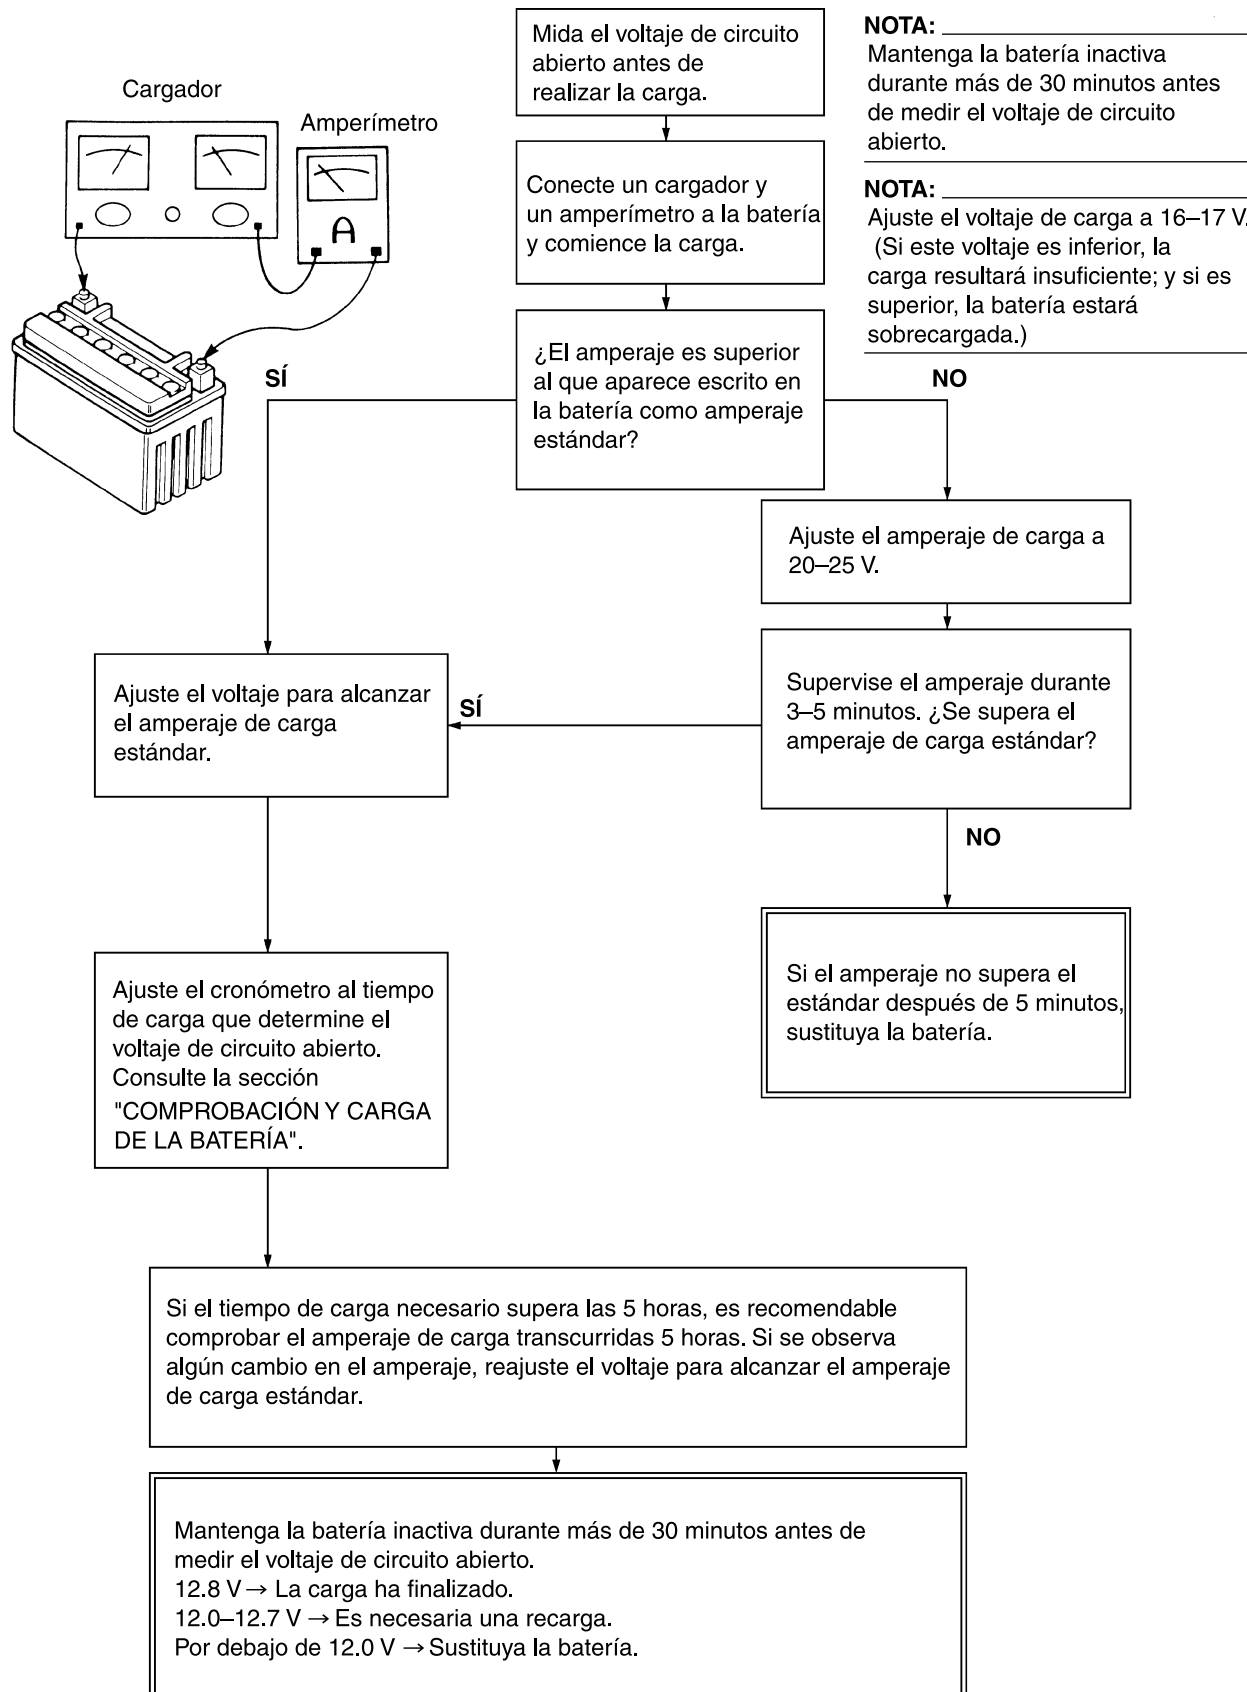 Cargador
Amperímetro
A
Mida el voltaje de circuito
abierto antes de
realizar la carga.
NOTA:
Mantenga la batería inactiva
durante más de 30 minutos antes
de medir el voltaje de circuito
abierto.
Conecte un cargador y
un amperímetro a la batería
y comience la carga.
NOTA:
Ajuste el voltaje de carga a 16–17 V.
(Si este voltaje es inferior, la
carga resultará insuficiente; y si es
superior, la batería estará
sobrecargada.)
¿El amperaje es superior
al que aparece escrito en
la batería como amperaje
estándar?
SÍ
NO
Ajuste el amperaje de carga a
20–25 V.
Supervise el amperaje durante
3–5 minutos. ¿Se supera el
amperaje de carga estándar?
SÍ
Ajuste el voltaje para alcanzar
el amperaje de carga
estándar.
NO
Si el amperaje no supera el
estándar después de 5 minutos,
sustituya la batería.
Ajuste el cronómetro al tiempo
de carga que determine el
voltaje de circuito abierto.
Consulte la sección
"COMPROBACIÓN Y CARGA
DE LA BATERÍA".
Si el tiempo de carga necesario supera las 5 horas, es recomendable
comprobar el amperaje de carga transcurridas 5 horas. Si se observa
algún cambio en el amperaje, reajuste el voltaje para alcanzar el amperaje
de carga estándar.
Mantenga la batería inactiva durante más de 30 minutos antes de
medir el voltaje de circuito abierto.
12.8 V → La carga ha finalizado.
12.0–12.7 V → Es necesaria una recarga.
Por debajo de 12.0 V → Sustituya la batería.